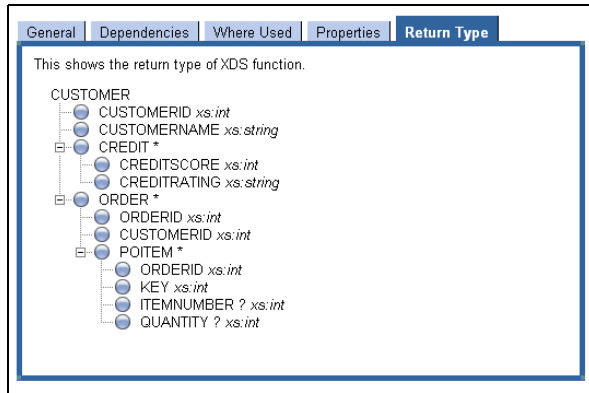 General Dependencies Where Used Properties Return Type
This shows the return type of XDS function.
CUSTOMER
CUSTOMERID xs:int
CUSTOMERNAME xs:string
CREDIT *
CREDITSCORE xs:int
CREDITRATING xs:string
ORDER *
ORDERID xs:int
CUSTOMERID xs:int
POITEM *
ORDERID xs:int
KEY xs:int
ITEMNUMBER ? xs:int
QUANTITY ? xs:int